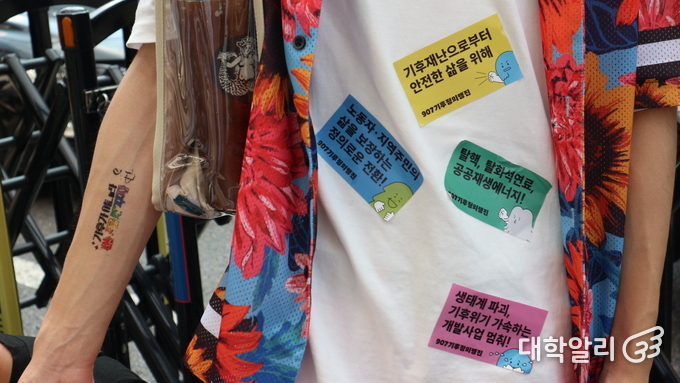 기후재난으로부터
안전한 삶을 위해
907기후정의행진
노동자·지역주민의
삶을 보장하는
정의로운 전환!
907기후정의행진
탈핵, 탈화석연료,
공공재생에너지!
907기후정의행진
생태계 파괴,
기후위기 가속하는
개발사업 멈춰!
907기후정의행진
대학알리